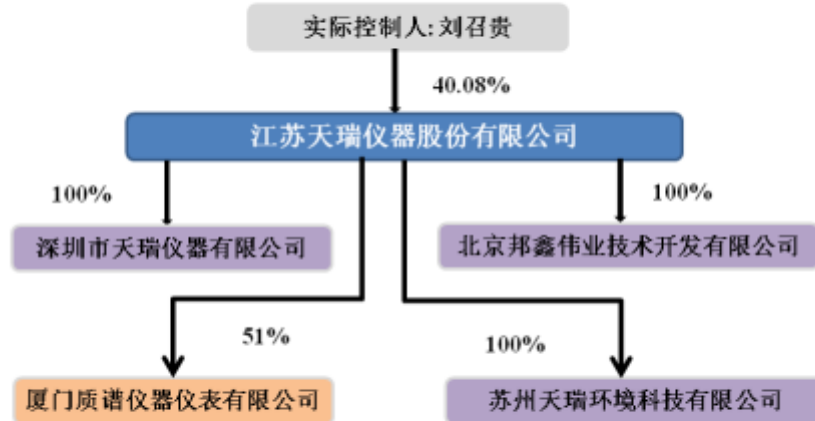 实际控制人: 刘召贵
40.08%
江苏天瑞仪器股份有限公司
100%
100%
深圳市天瑞仪器有限公司
北京邦鑫伟业技术开发有限公司
51%
100%
厦门质谱仪器仪表有限公司
苏州天瑞环境科技有限公司